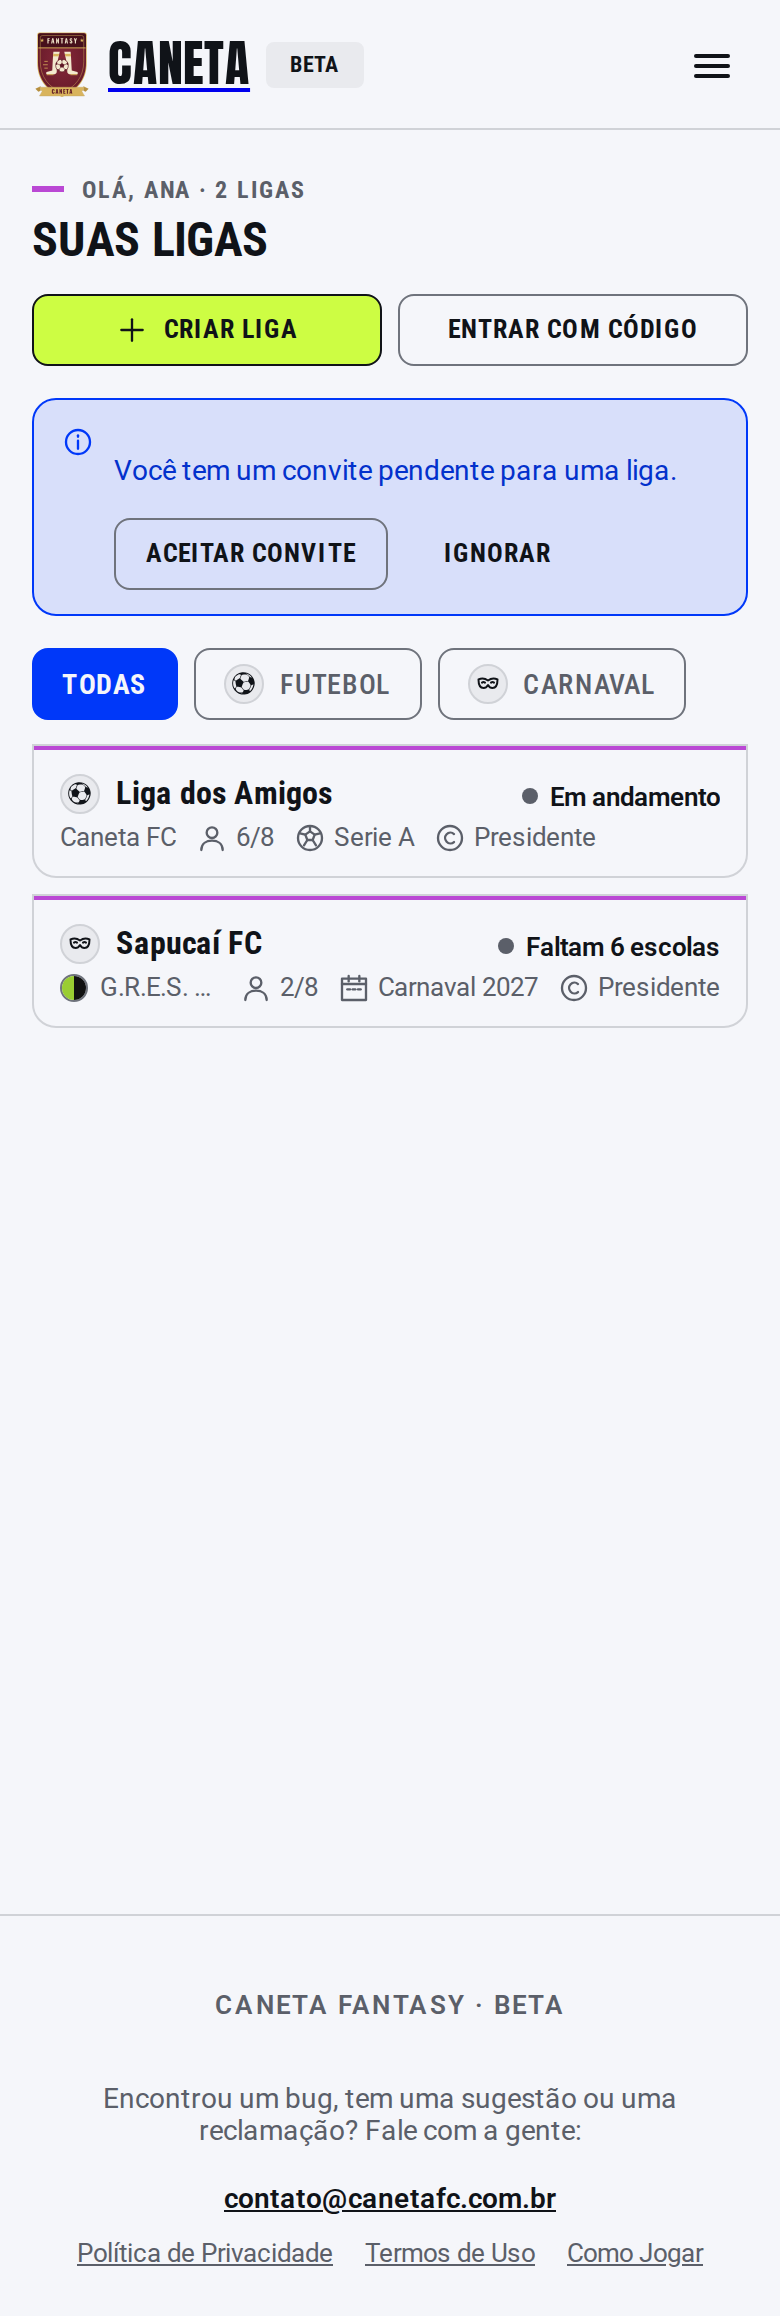 FANTASY
CANETA
CANETA
BETA
OLÁ, ANA · 2 LIGAS
SUAS LIGAS
CRIAR LIGA
ENTRAR COM CÓDIGO
Você tem um convite pendente para uma liga.
ACEITAR CONVITE
IGNORAR
TODAS
FUTEBOL
CARNAVAL
Liga dos Amigos
Em andamento
Caneta FC 6/8 Serie A Presidente
Sapucaí FC
Faltam 6 escolas
G.R.E.S. ... 2/8 Carnaval 2027 Presidente
CANETA FANTASY · BETA
Encontrou um bug, tem uma sugestão ou uma
reclamação? Fale com a gente:
contato@canetafc.com.br
Política de Privacidade Termos de Uso Como Jogar